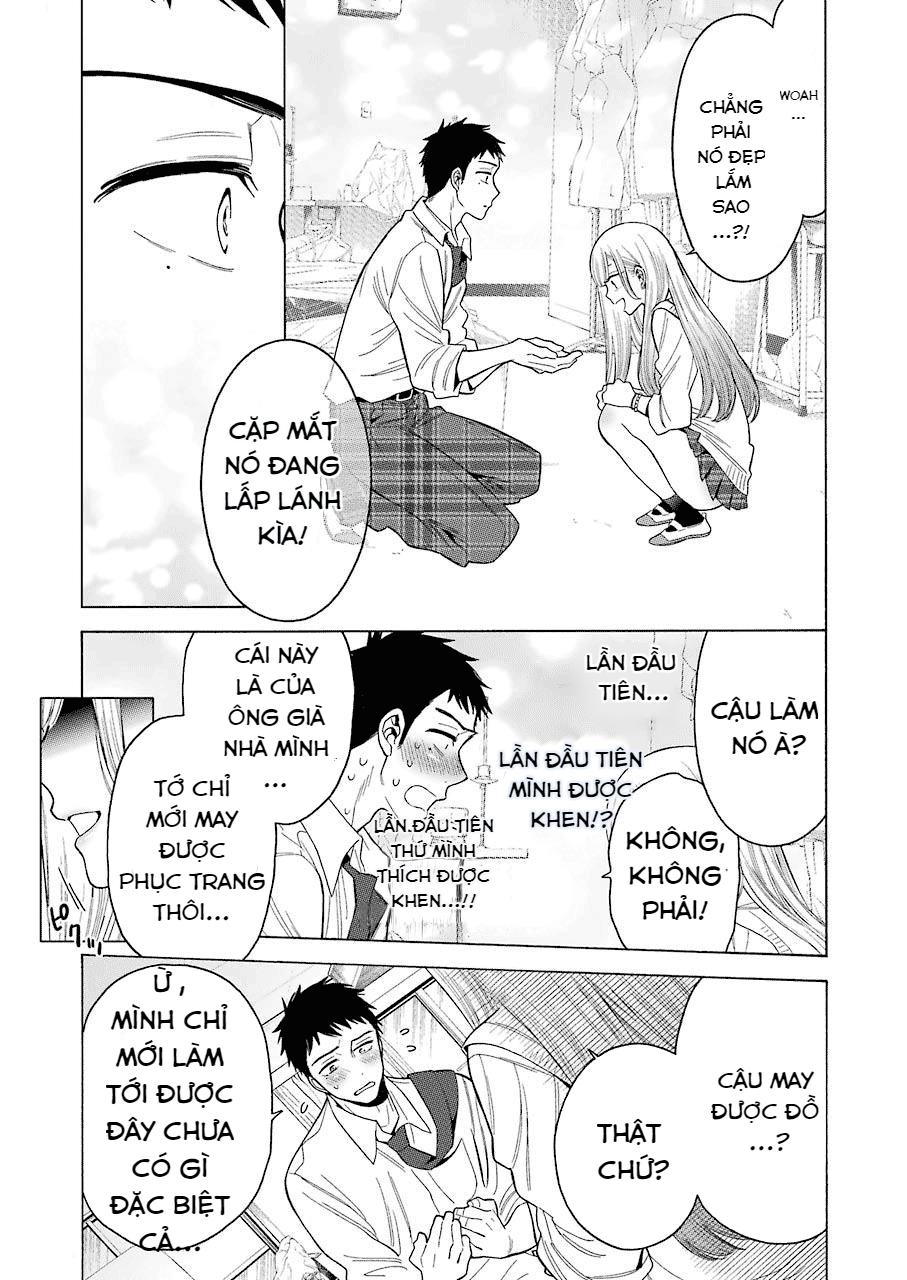 WOAH
...
CHẲNG
PHẢI
NÓ ĐẸP
LẮM
SAO
...?!
CẶP MẮT
NÓ ĐANG
LẤP LÁNH
KÌA!
CẬU LÀM
NÓ À?
KHÔNG,
KHÔNG
PHẢI!
LẦN ĐẦU
TIÊN...
LẦN ĐẦU TIÊN
MÌNH ĐƯỢC
KHEN!?
LẦN ĐẦU TIÊN
THỨ MÌNH
THÍCH ĐƯỢC
KHEN...!!
CÁI NÀY
LÀ CỦA
ÔNG GIÀ
NHÀ MÌNH
...
TỚ CHỈ
MỚI MAY
ĐƯỢC
PHỤC TRANG
THÔI...
ピクッ
CẬU MAY
ĐƯỢC ĐỒ
...?
THẬT
CHỨ?
Ừ,
MÌNH CHỈ
MỚI LÀM
TỚI ĐƯỢC
ĐÂY CHƯA
CÓ GÌ
ĐẶC BIỆT
CẢ...